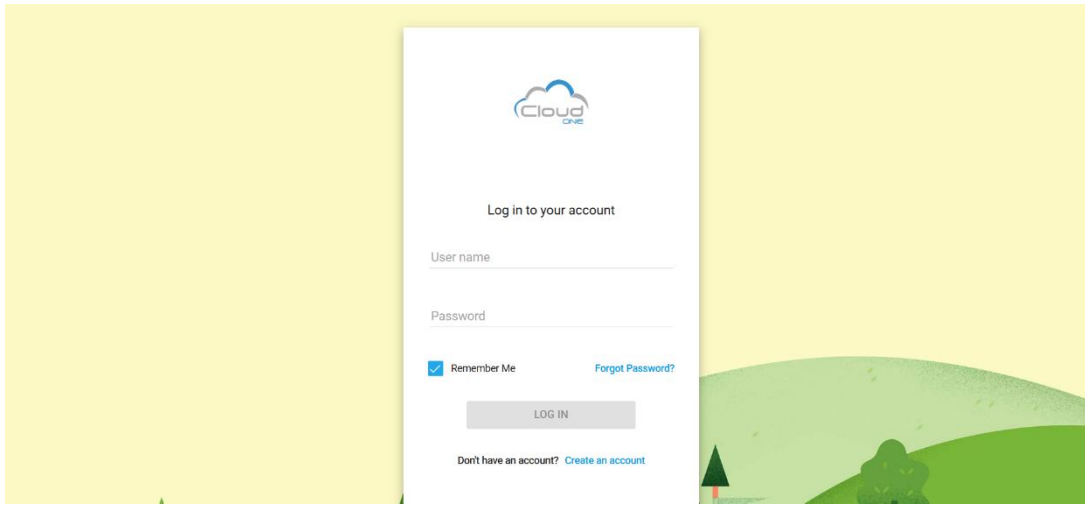 Cloud
ONE
Log in to your account
User name
Password
Remember Me Forgot Password?
LOG IN
Don't have an account? Create an account